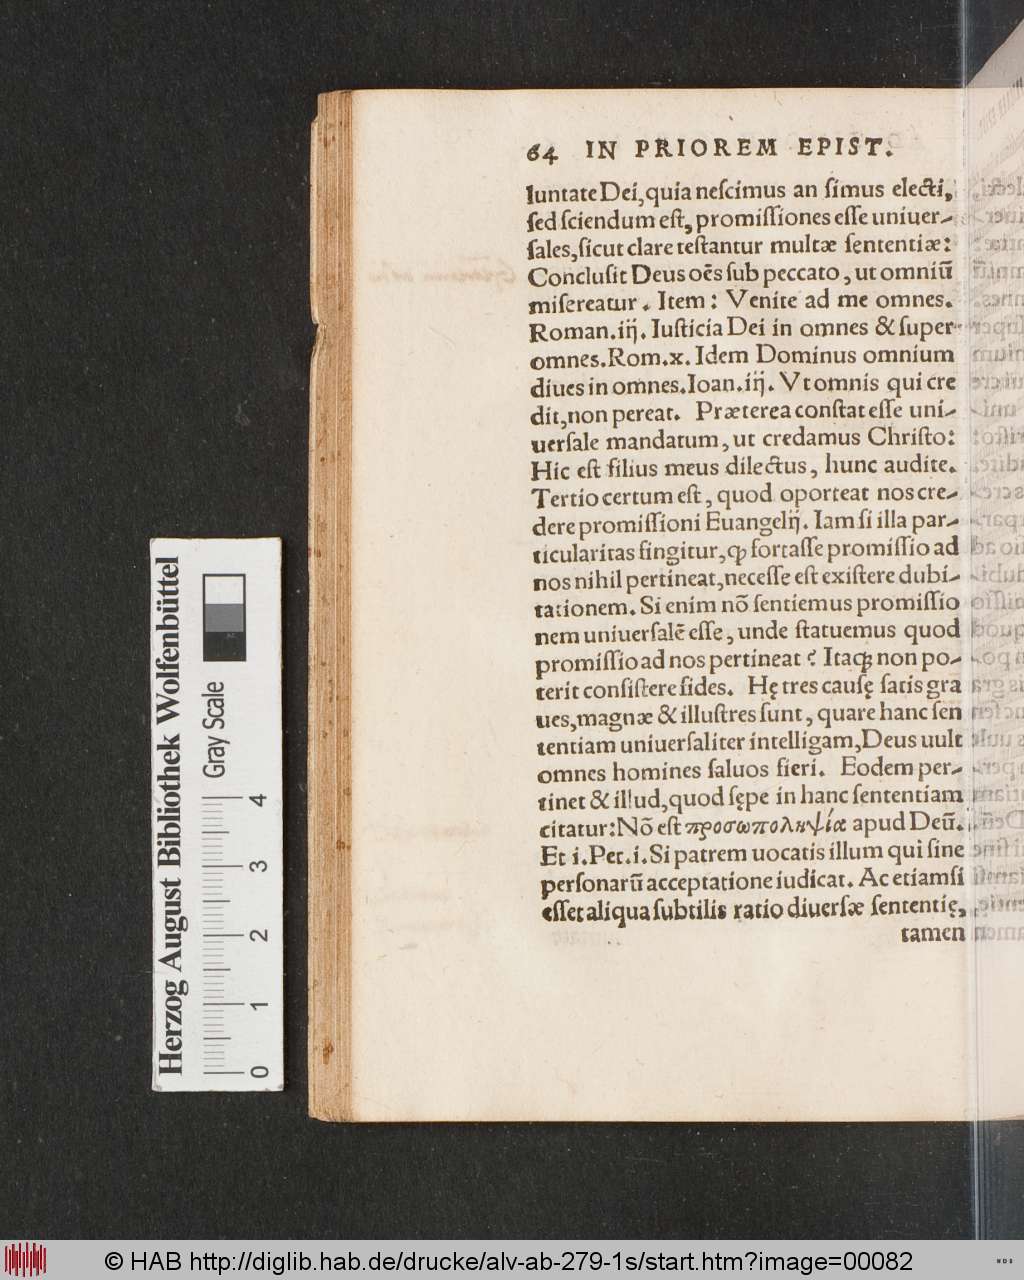 64 IN PRIOREM EPIST.
luntate Dei, quia neſcimus an ſimus electi,
ſed ſciendum eſt, promiſſiones eſſe uniuer-
ſales, ſicut clare teſtantur multæ ſententiæ:
Concluſit Deus oẽs ſub peccato, ut omniũ
miſereatur. Item: Venite ad me omnes.
Roman.iij. Iuſticia Dei in omnes & ſuper
omnes. Rom.x. Idem Dominus omnium
diues in omnes. Ioan.iij. Vt omnis qui cre
dit, non pereat. Præterea conſtat eſſe uni-
uerſale mandatum, ut credamus Chriſto:
Hic eſt filius meus dilectus, hunc audite.
Tertio certum eſt, quod oporteat nos cre-
dere promiſſioni Euangelij. Iam ſi illa par-
ticularitas fingitur, ꝙ fortaſſe promiſſio ad
nos nihil pertineat, neceſſe eſt exiſtere dubi-
tationem. Si enim nõ ſentiemus promiſſio
nem uniuerſalẽ eſſe, unde ſtatuemus quod
promiſſio ad nos pertineat? Itaꝗ non po-
terit conſiſtere fides. Hę tres cauſę ſatis gra
ues, magnæ & illuſtres ſunt, quare hanc ſen
tentiam uniuerſaliter intelligam, Deus uult
omnes homines ſaluos fieri. Eodem per-
tinet & illud, quod ſępe in hanc ſententiam
citatur: Nõ eſt προσωποληψία apud Deũ.
Et i. Pet.i. Si patrem uocatis illum qui ſine
perſonarũ acceptatione iudicat. Ac etiamſi
eſſet aliqua ſubtilis ratio diuerſæ ſententię,
tamen
Herzog August Bibliothek Wolfenbüttel
Gray Scale
0 1 2 3 4
© HAB http://diglib.hab.de/drucke/alv-ab-279-1s/start.htm?image=00082